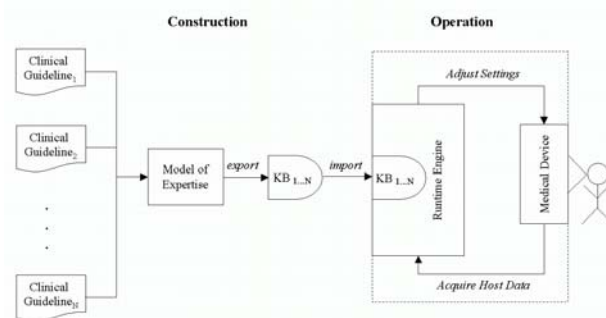 Construction
Operation
Clinical
Guideline1
Clinical
Guideline2
.
.
.
Clinical
GuidelineN
Model of
Expertise
export
KB 1...N
import
KB 1...N
Runtime Engine
Adjust Settings
Medical Device
Acquire Host Data